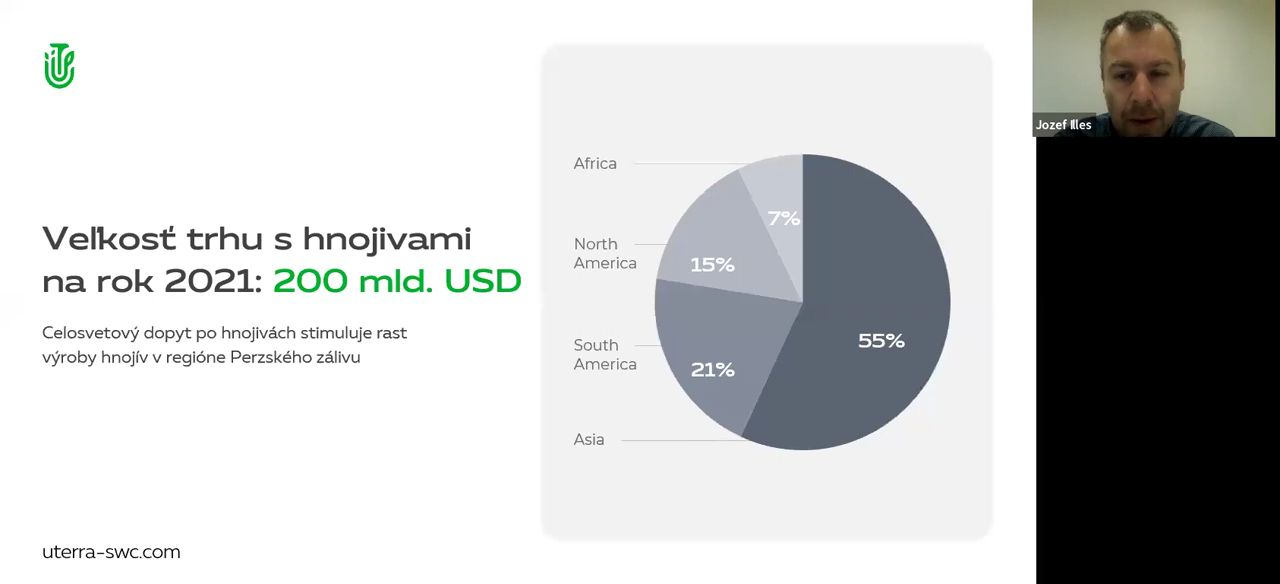 Veľkosť trhu s hnojivami
na rok 2021: 200 mld. USD
Celosvetový dopyt po hnojivách stimuluje rast
výroby hnojív v regióne Perzského zálivu
uterra-swc.com
Africa
7%
North
America
15%
South
America
21%
Asia
55%
Jozef Illes